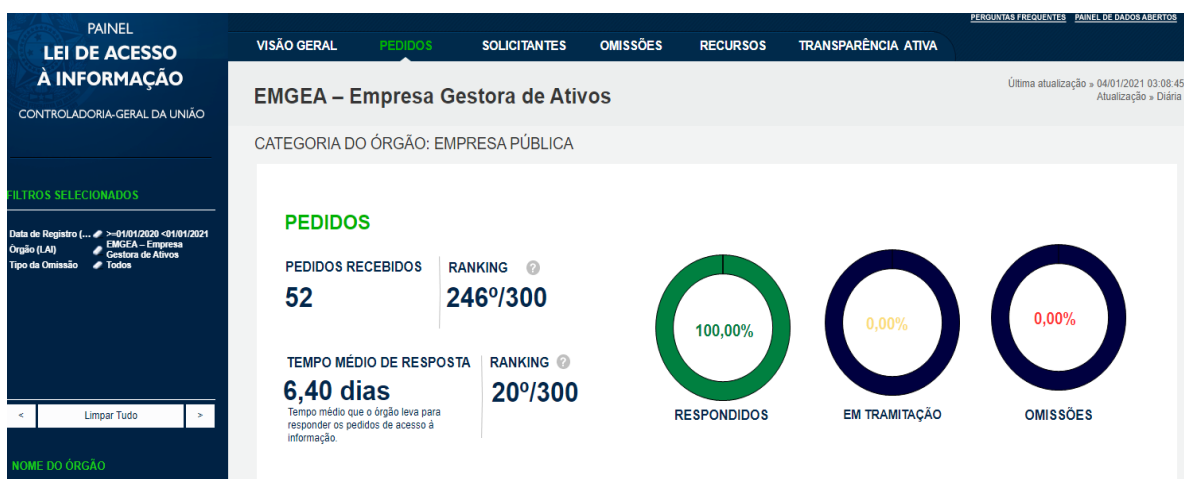 PERGUNTAS FREQUENTES PAINEL DE DADOS ABERTOS
PAINEL
LEI DE ACESSO
À INFORMAÇÃO
CONTROLADORIA-GERAL DA UNIÃO
VISÃO GERAL PEDIDOS SOLICITANTES OMISSÕES RECURSOS TRANSPARÊNCIA ATIVA
EMGEA – Empresa Gestora de Ativos
Última atualização » 04/01/2021 03:08:45
Atualização » Diária
CATEGORIA DO ÓRGÃO: EMPRESA PÚBLICA
FILTROS SELECIONADOS
Data de Registro (... >=01/01/2020 <01/01/2021
Órgão (LAI) EMGEA – Empresa
Gestora de Ativos
Tipo da Omissão Todos
< Limpar Tudo >
NOME DO ÓRGÃO
PEDIDOS
PEDIDOS RECEBIDOS RANKING ?
52 246º/300
TEMPO MÉDIO DE RESPOSTA RANKING ?
6,40 dias 20º/300
Tempo médio que o órgão leva para
responder os pedidos de acesso à
informação.
100,00% 0,00% 0,00%
RESPONDIDOS EM TRAMITAÇÃO OMISSÕES